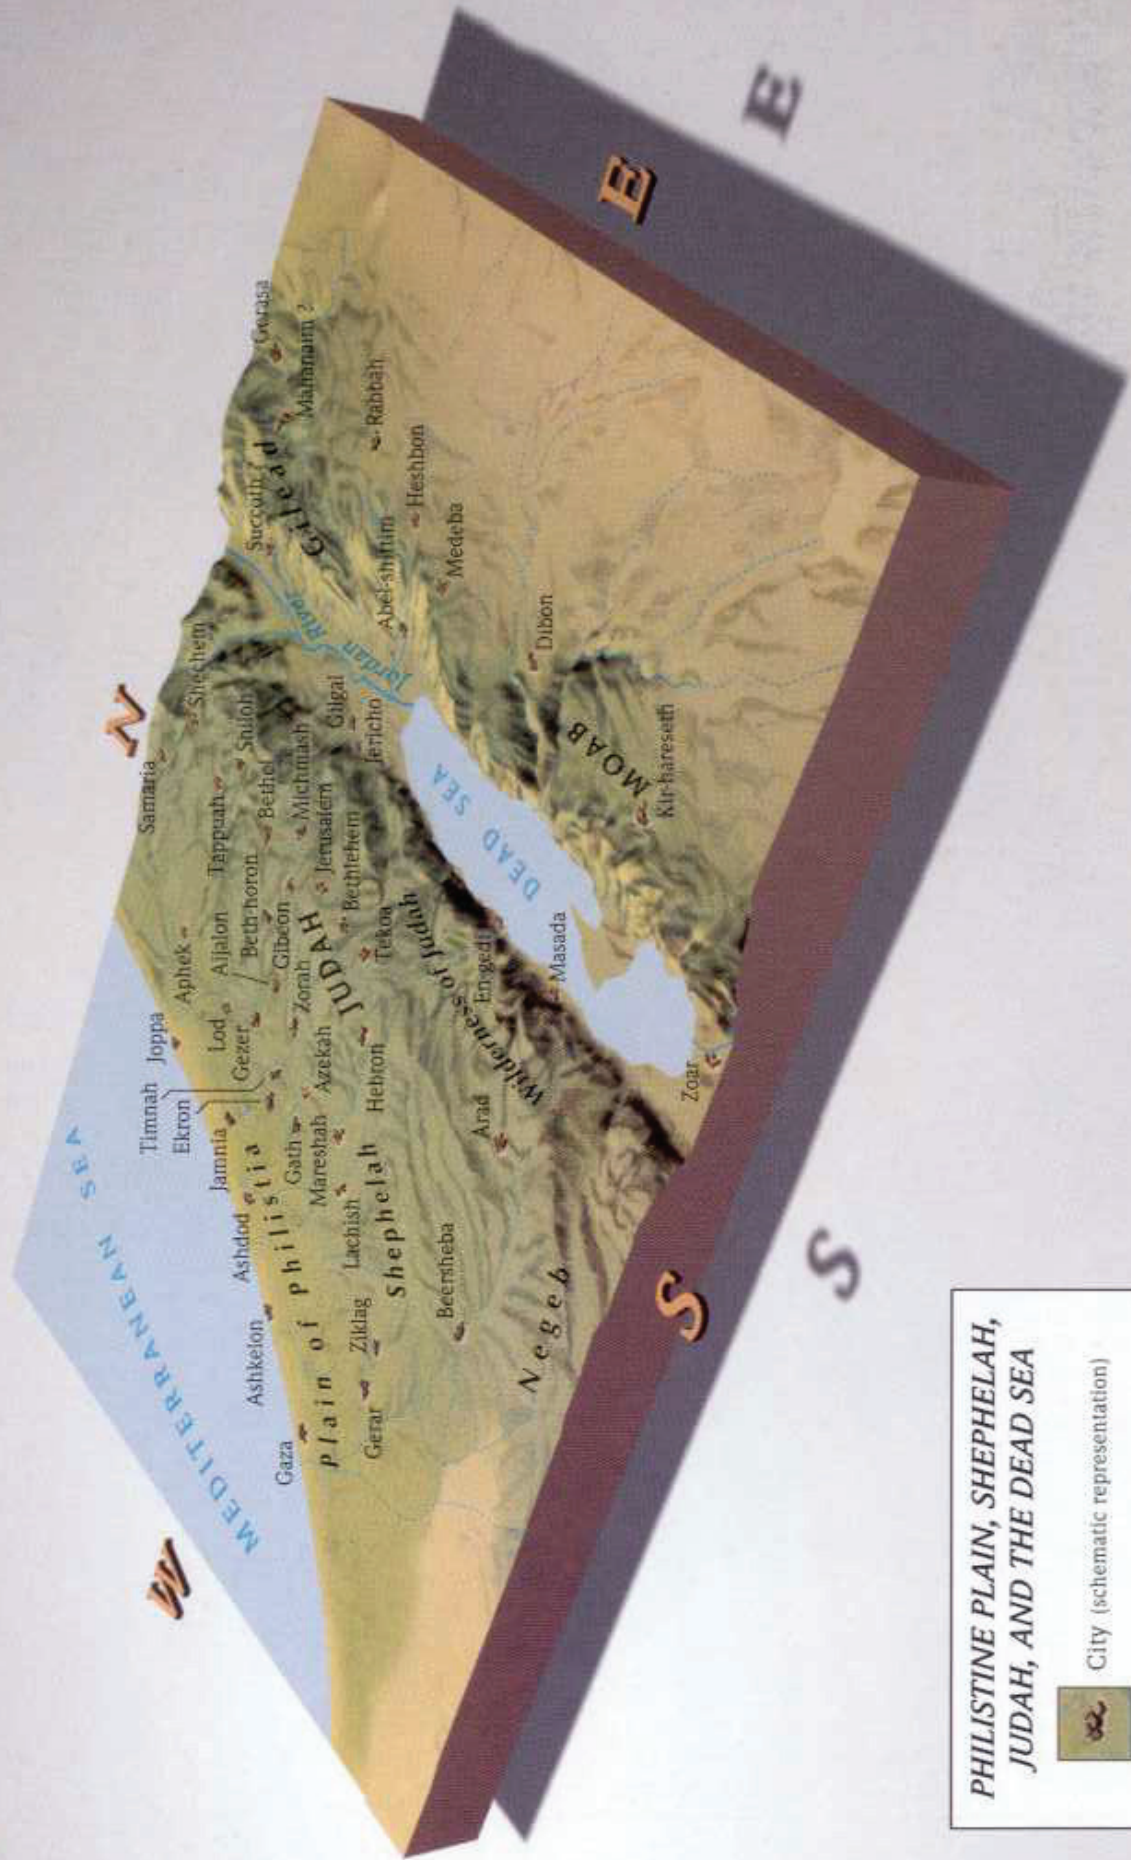 N
E
E
W
S
S
MEDITERRANEAN SEA
Samaria
Shechem
Succoth ?
Gerasa
Mahanaim ?
Gilead
Jordan River
Joppa
Aphek
Tappuah
Shiloh
Timnah
Ekron
Lod
Aijalon
Beth-horon
Bethel
Jamnia
Gezer
Gibeon
Michmash
Gilgal
Abel-shittim
Rabbah
Ashdod
Zorah
Jerusalem
Jericho
Heshbon
Ashkelon
Plain of Philistia
Gath
Azekah
JUDAH
Bethlehem
Medeba
Gaza
Mareshah
Hebron
Tekoa
Lachish
Shephelah
Wilderness of Judah
DEAD SEA
Dibon
Ziklag
Gerar
En-gedi
Beersheba
Arad
Masada
MOAB
Kir-hareseth
Negeb
Zoar
PHILISTINE PLAIN, SHEPHELAH,
JUDAH, AND THE DEAD SEA
City (schematic representation)